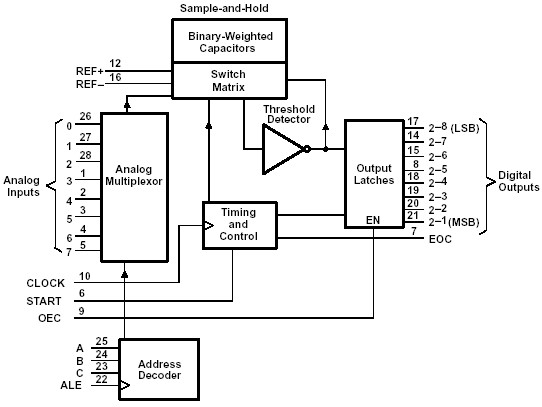 Sample-and-Hold
Binary-Weighted
Capacitors
Switch
Matrix
REF+ 12
REF– 16
Threshold
Detector
Analog
Inputs
0 26
1 27
2 28
3 1
4 2
5 3
6 4
7 5
Analog
Multiplexor
Timing
and
Control
Output
Latches
EN
17 2–8 (LSB)
14 2–7
15 2–6
8 2–5
18 2–4
19 2–3
20 2–2
21 2–1 (MSB)
7 EOC
Digital
Outputs
CLOCK 10
START 6
OEC 9
A 25
B 24
C 23
ALE 22
Address
Decoder